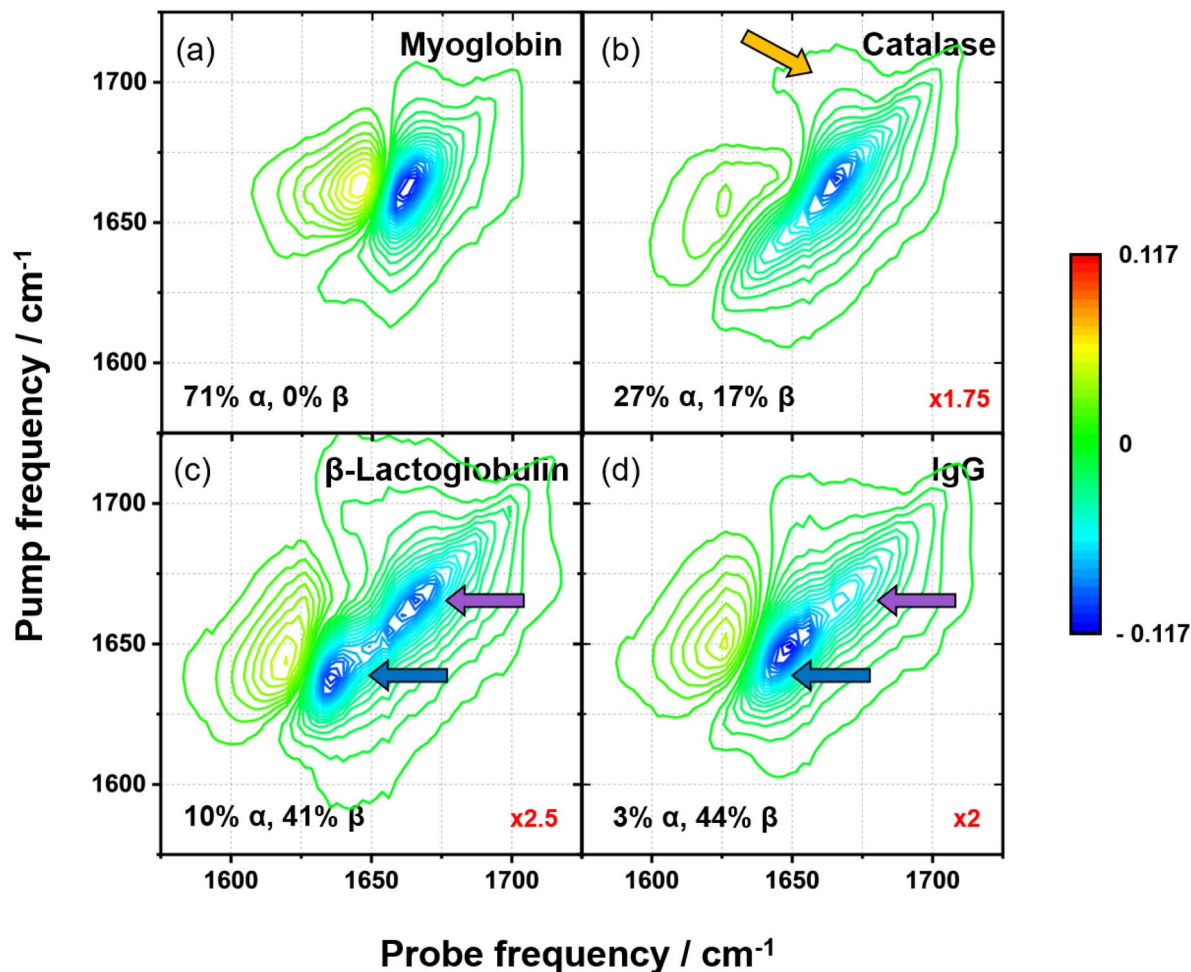 (a)
Myoglobin
(b)
Catalase
1700
1650
1600
71% α, 0% β
27% α, 17% β
x1.75
(c)
β-Lactoglobulin
(d)
IgG
1700
1650
1600
10% α, 41% β
x2.5
3% α, 44% β
x2
1600
1650
1700
1600
1650
1700
Pump frequency / cm⁻¹
Probe frequency / cm⁻¹
0.117
0
- 0.117